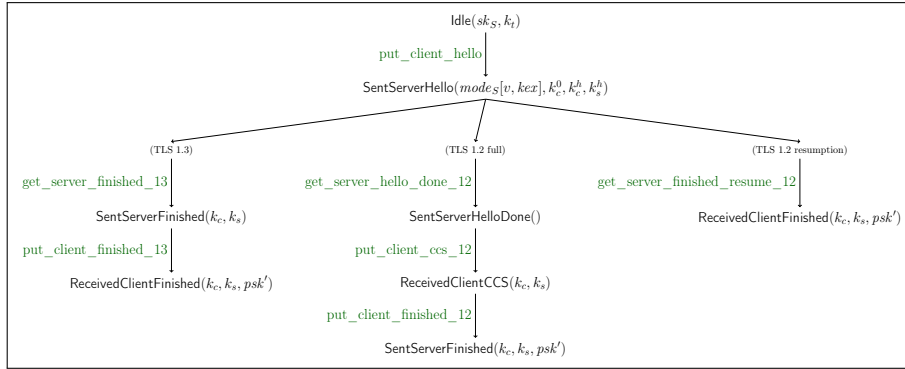 Idle(sk_S, k_t)
put_client_hello
SentServerHello(mode_S[v, kex], k_c^0, k_c^h, k_s^h)
(TLS 1.3) (TLS 1.2 full) (TLS 1.2 resumption)
get_server_finished_13 get_server_hello_done_12 get_server_finished_resume_12
SentServerFinished(k_c, k_s) SentServerHelloDone() ReceivedClientFinished(k_c, k_s, psk′)
put_client_finished_13 put_client_ccs_12
ReceivedClientFinished(k_c, k_s, psk′) ReceivedClientCCS(k_c, k_s)
put_client_finished_12
SentServerFinished(k_c, k_s, psk′)